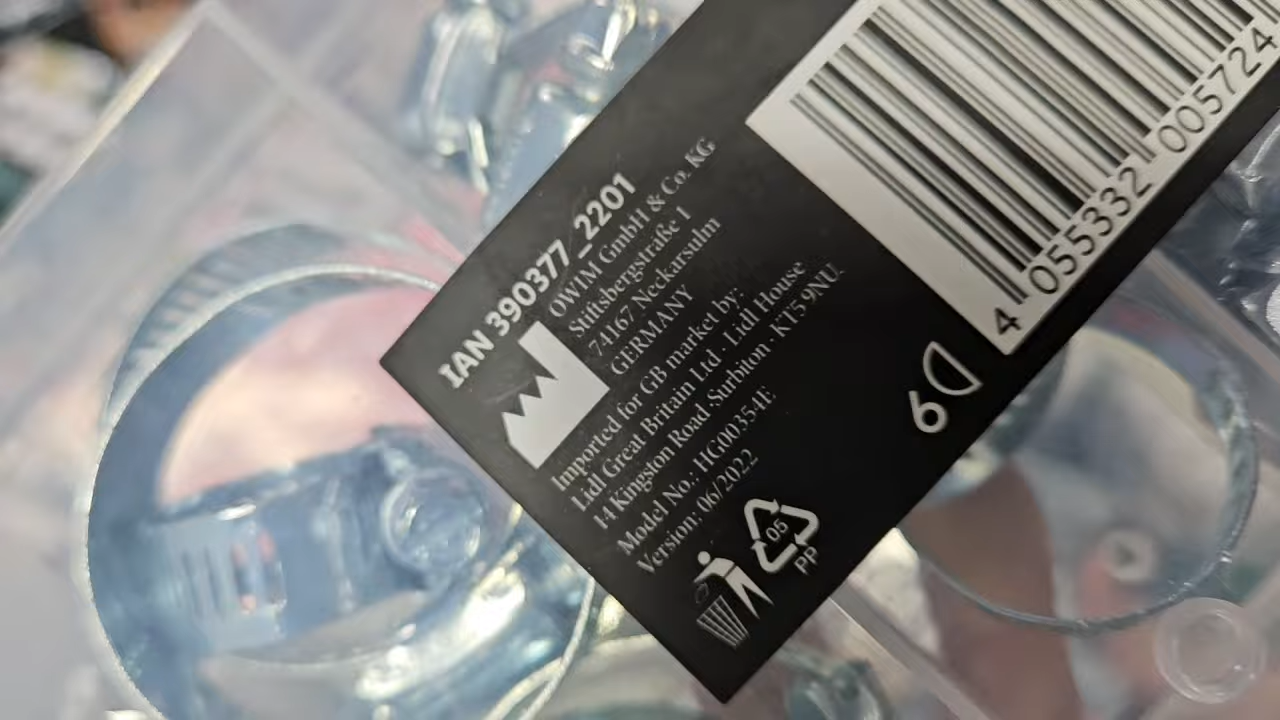 IAN 390377_2201
OWIM GmbH & Co. KG
Stiftsbergstraße 1
74167 Neckarsulm
GERMANY
Imported for GB market by:
Lidl Great Britain Ltd · Lidl House
14 Kingston Road · Surbiton · KT5 9NU.
Model No.: HG00354E
Version: 06/2022
05
PP
6
4 055332 005724